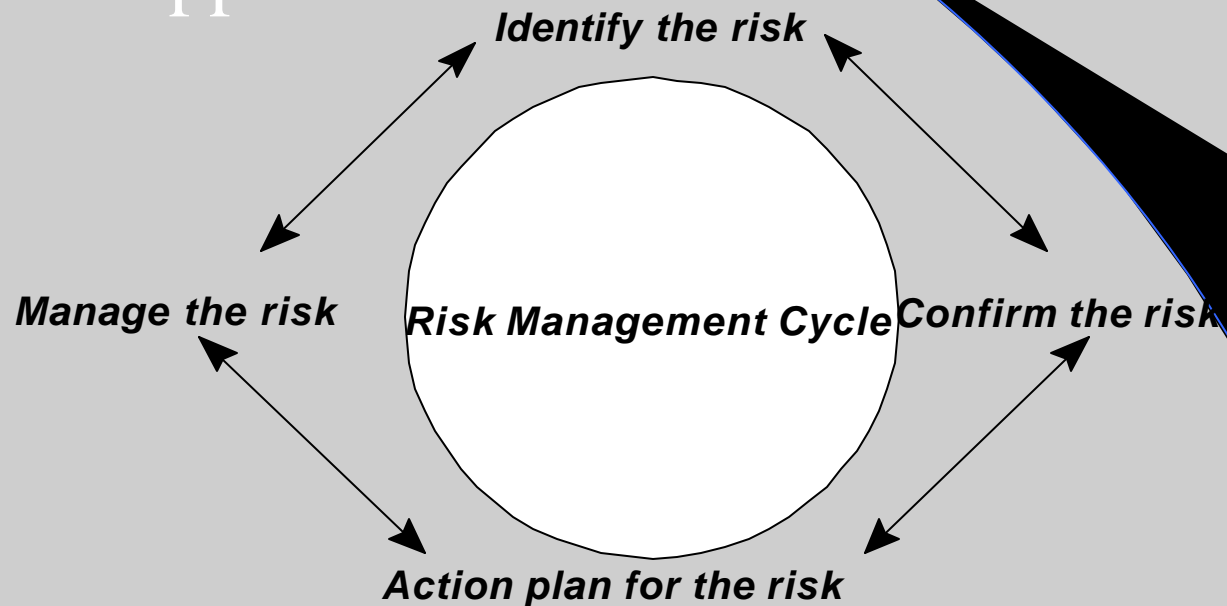 Identify the risk
Manage the risk
Risk Management Cycle
Confirm the risk
Action plan for the risk